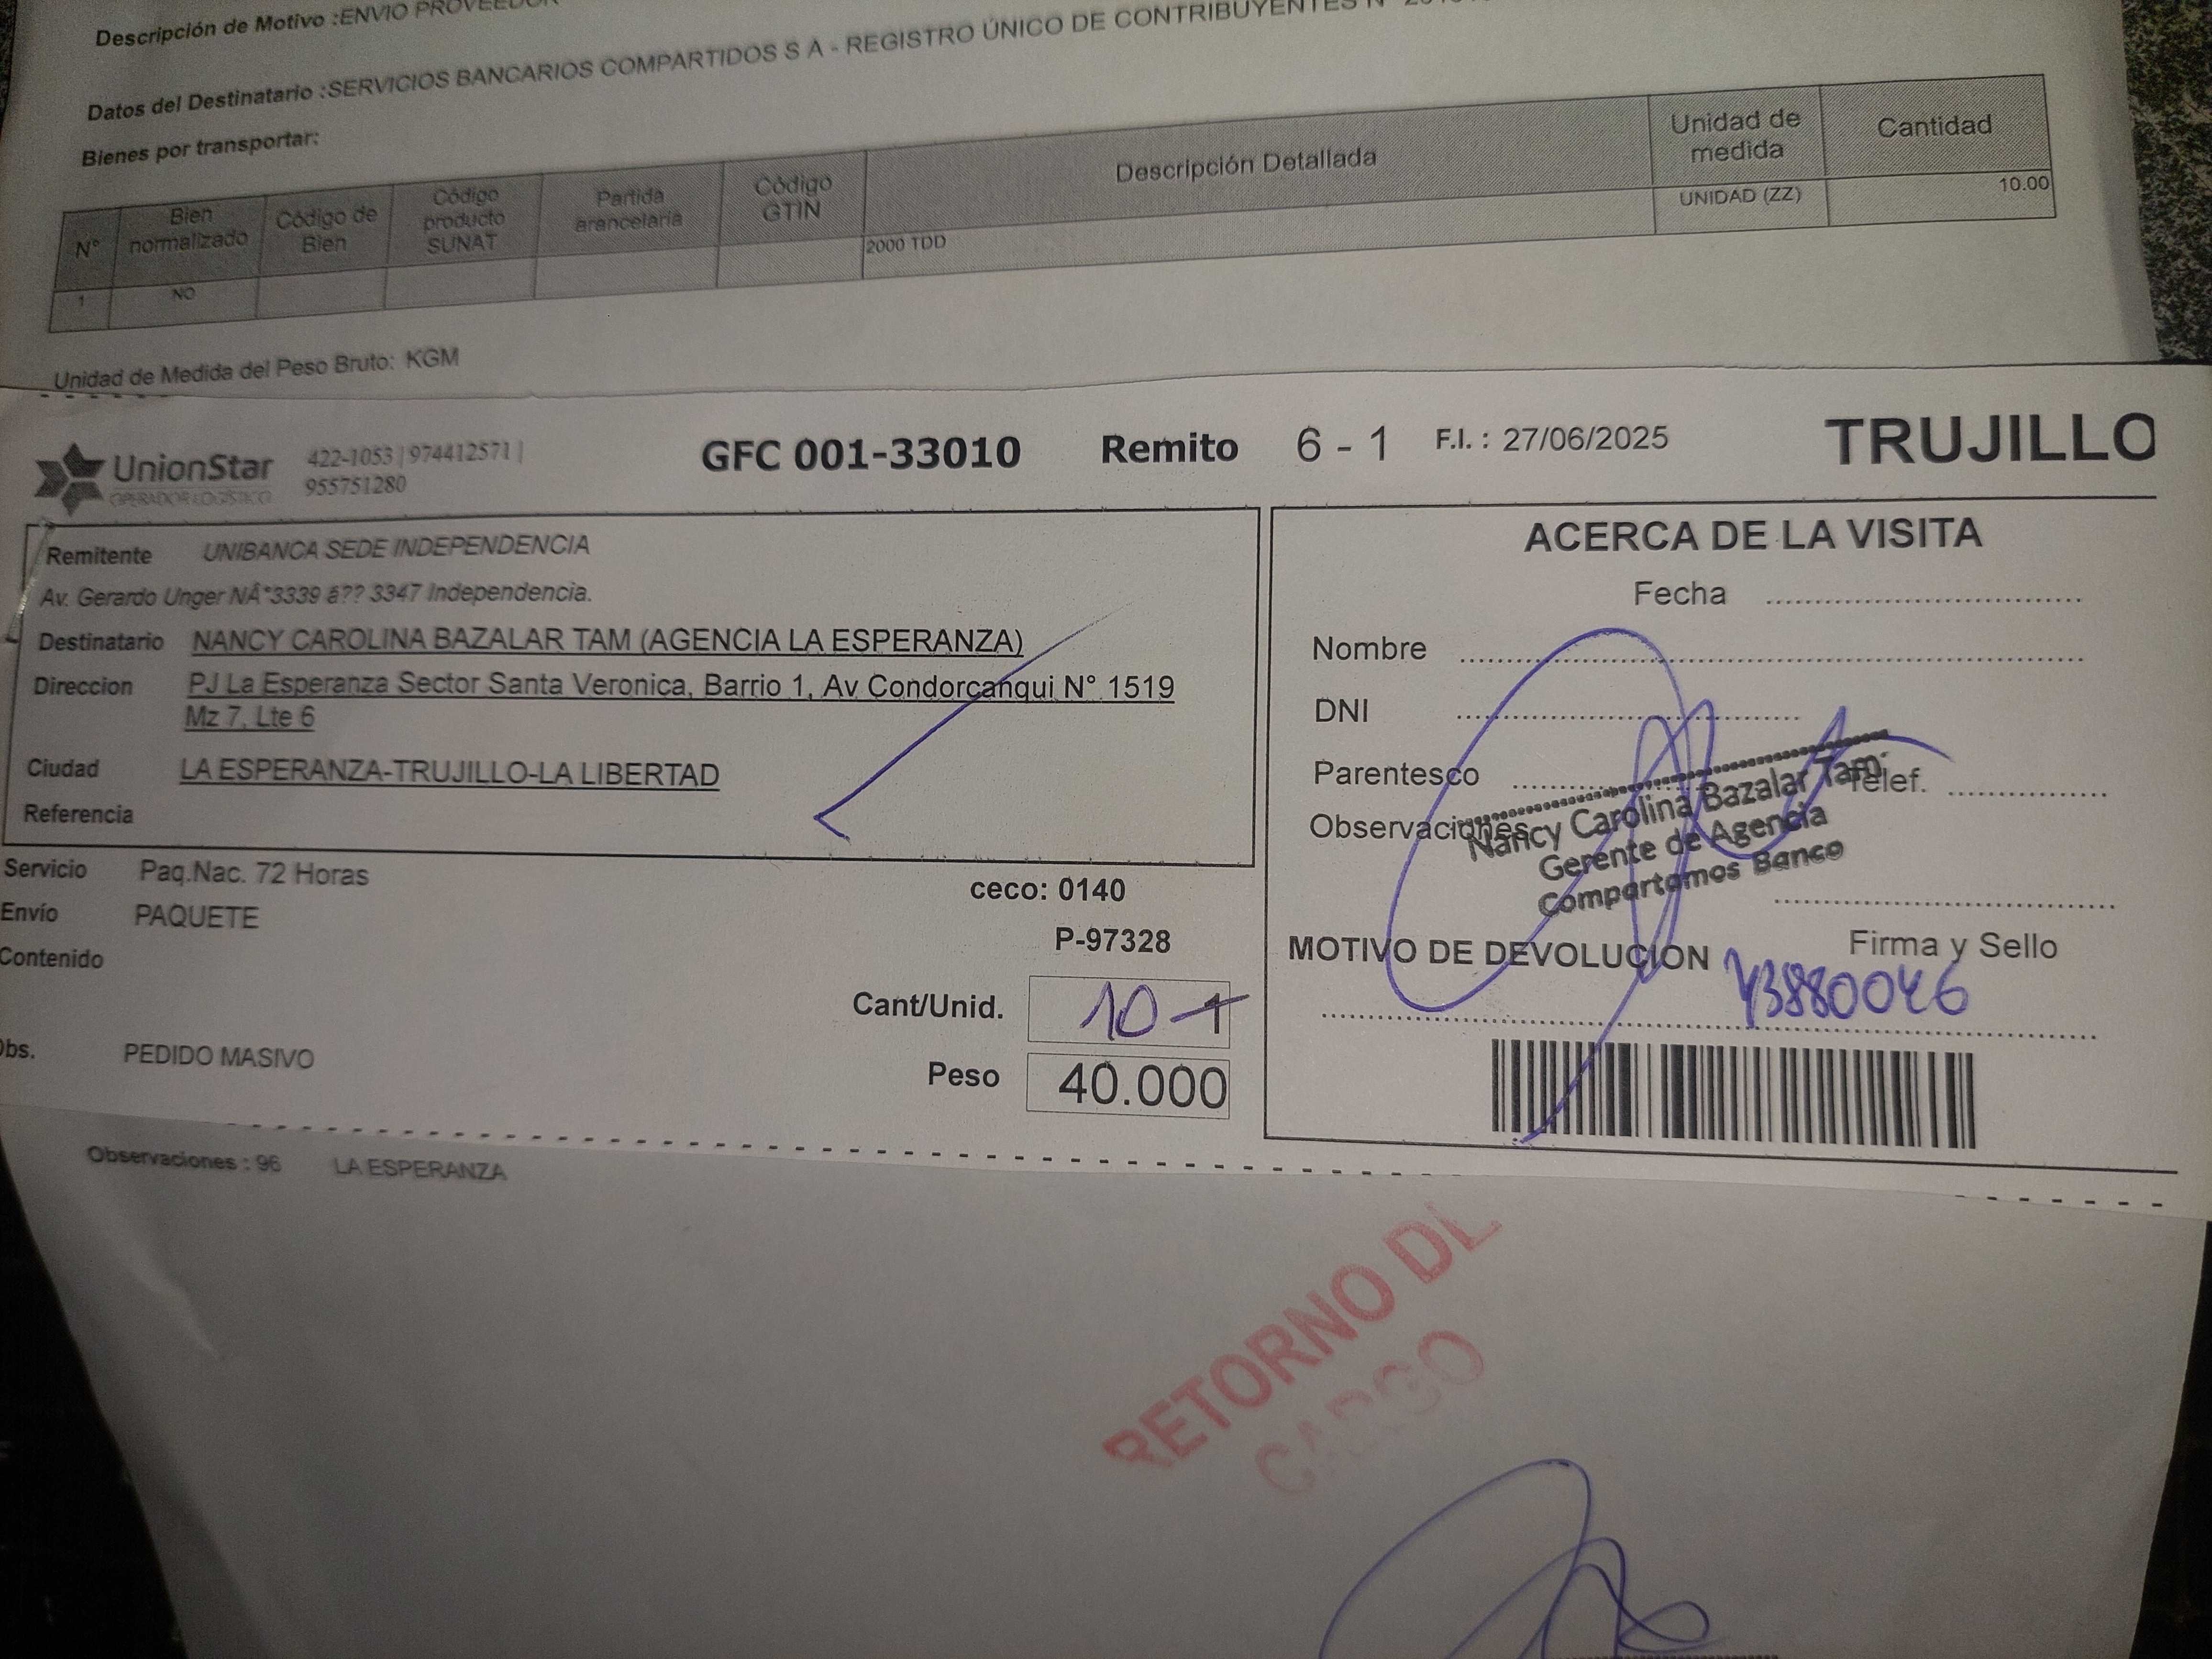 Descripción de Motivo :ENVIO PROVEEDOR
Datos del Destinatario :SERVICIOS BANCARIOS COMPARTIDOS S A - REGISTRO ÚNICO DE CONTRIBUYENTES N°
Bienes por transportar:
N° Bien normalizado Código de Bien Código producto SUNAT Partida arancelaria Código GTIN Descripción Detallada Unidad de medida Cantidad
1 NO 2000 TDD UNIDAD (ZZ) 10.00
Unidad de Medida del Peso Bruto: KGM
UnionStar
OPERADOR LOGÍSTICO
422-1053 | 974412571 |
955751280
GFC 001-33010 Remito 6 - 1 F.I. : 27/06/2025 TRUJILLO
Remitente UNIBANCA SEDE INDEPENDENCIA
Av. Gerardo Unger NÂ°3339 â?? 3347 Independencia.
Destinatario NANCY CAROLINA BAZALAR TAM (AGENCIA LA ESPERANZA)
Direccion PJ La Esperanza Sector Santa Veronica, Barrio 1, Av Condorcanqui N° 1519
Mz 7, Lte 6
Ciudad LA ESPERANZA-TRUJILLO-LA LIBERTAD
Referencia
Servicio Paq.Nac. 72 Horas
Envío PAQUETE
Contenido
ceco: 0140
P-97328
Cant/Unid. 10 1
Peso 40.000
Obs. PEDIDO MASIVO
ACERCA DE LA VISITA
Fecha
Nombre
DNI
Parentesco Telef.
Observaciones
Nancy Carolina Bazalar Tam
Gerente de Agencia
Compartamos Banco
MOTIVO DE DEVOLUCION Firma y Sello
43880046
Observaciones : 96 LA ESPERANZA
RETORNO DE
CARGO